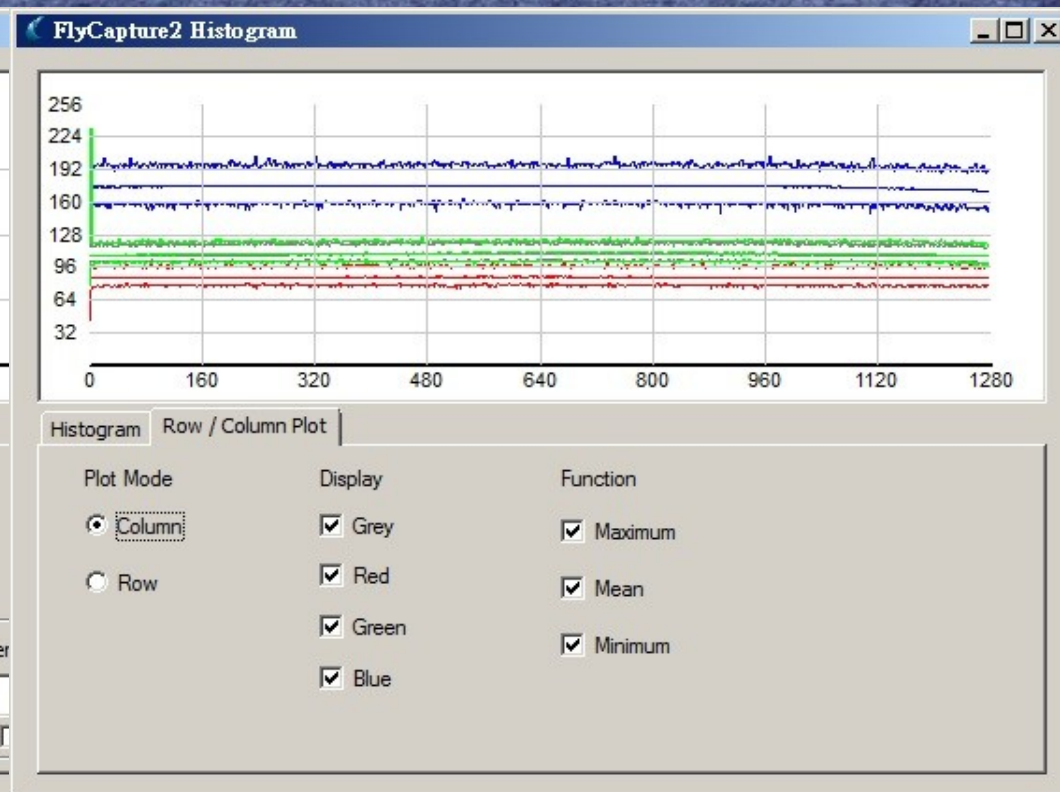 FlyCapture2 Histogram
256
224
192
160
128
96
64
32
0 160 320 480 640 800 960 1120 1280
Histogram Row / Column Plot
Plot Mode Display Function
Column Grey Maximum
Row Red Mean
Green Minimum
Blue
er